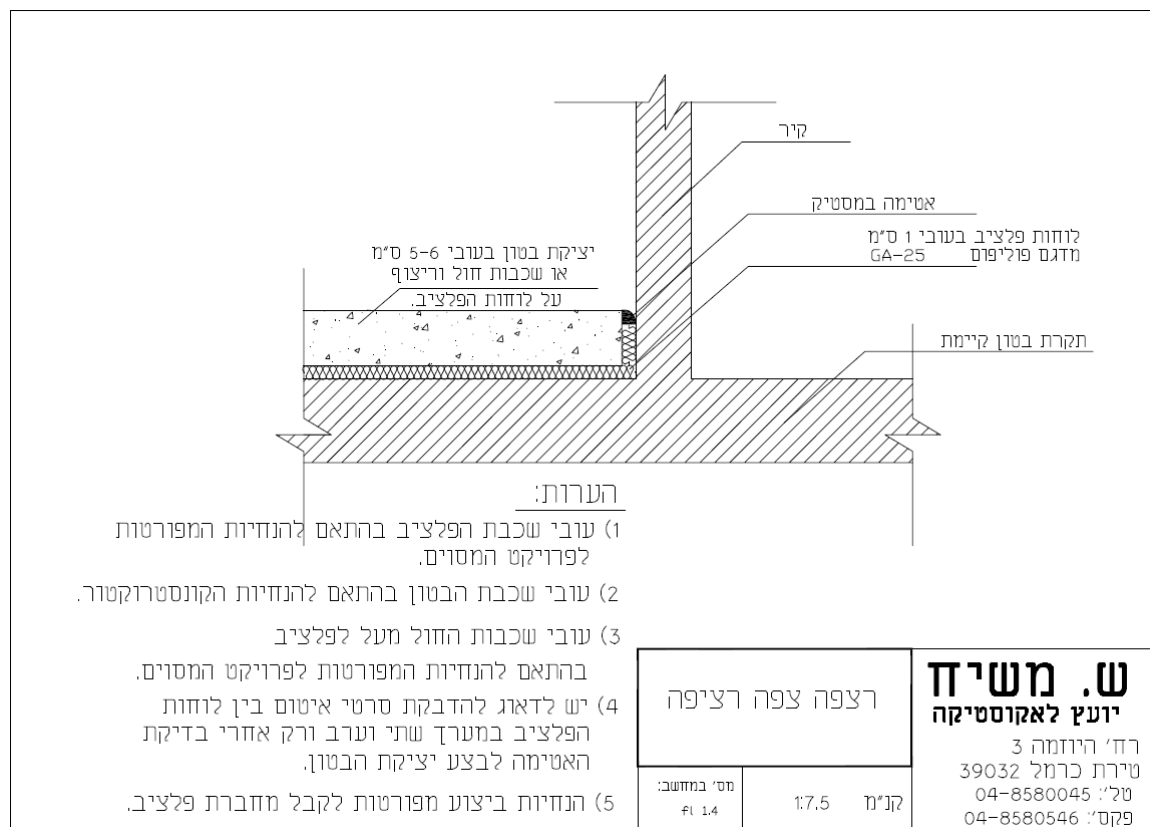 קיר
אטימה במסטיק
לוחות פלציב בעובי 1 ס"מ
מדגם פוליפום GA-25
יציקת בטון בעובי 5-6 ס"מ
או שכבות חול וריצוף
על לוחות הפלציב.
תקרת בטון קיימת
הערות:
1) עובי שכבת הפלציב בהתאם להנחיות המפורטות
לפרויקט המסוים.
2) עובי שכבת הבטון בהתאם להנחיות הקונסטרוקטור.
3) עובי שכבות החול מעל לפלציב
בהתאם להנחיות המפורטות לפרויקט המסוים.
4) יש לדאוג להדבקת סרטי איטום בין לוחות
הפלציב במערך שתי וערב ורק אחרי בדיקת
האטימה לבצע יציקת הבטון.
5) הנחיות ביצוע מפורטות לקבל מחברת פלציב.
רצפה צפה רציפה
קנ"מ 1:7.5
מס' במחשב:
fl 1.4
ש. משיח
יועץ לאקוסטיקה
רח' היוזמה 3
טירת כרמל 39032
טל': 04-8580045
פקס': 04-8580546